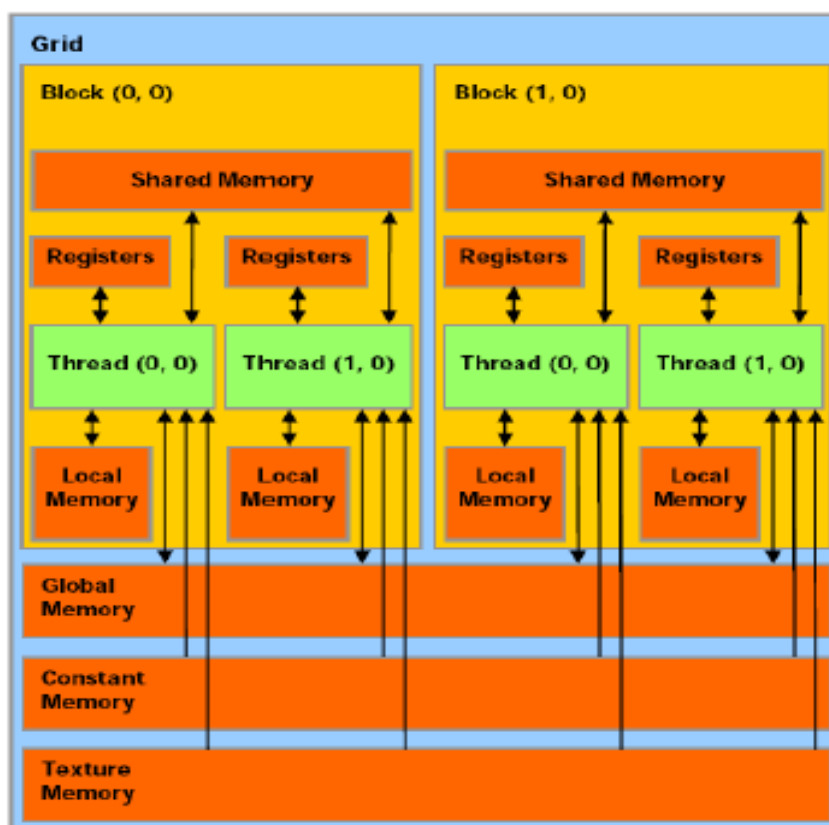 Grid
Block (0, 0)
Block (1, 0)
Shared Memory
Shared Memory
Registers
Registers
Registers
Registers
Thread (0, 0)
Thread (1, 0)
Thread (0, 0)
Thread (1, 0)
Local
Memory
Local
Memory
Local
Memory
Local
Memory
Global
Memory
Constant
Memory
Texture
Memory